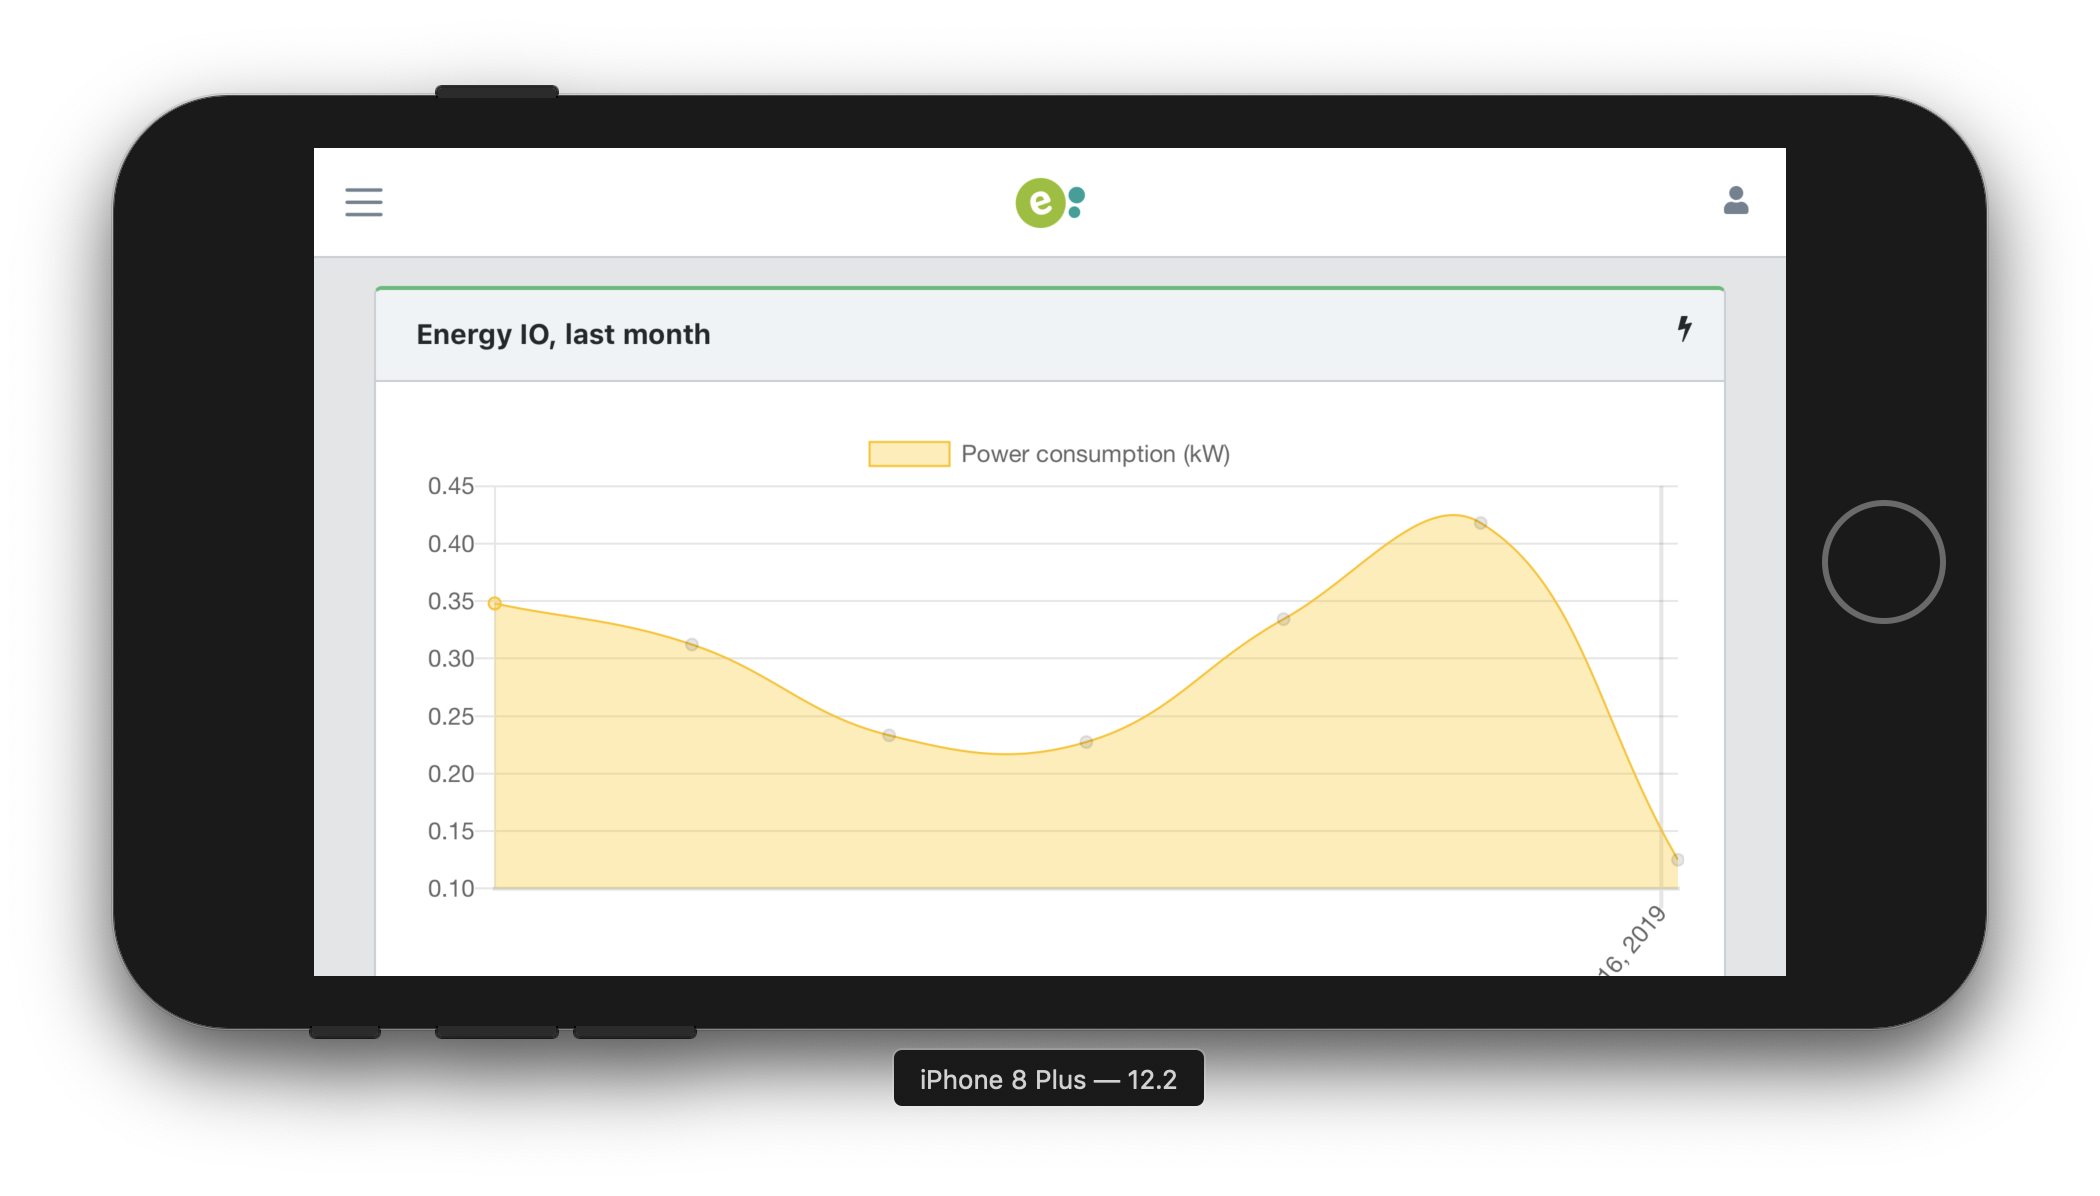 e
Energy IO, last month
Power consumption (kW)
0.45
0.40
0.35
0.30
0.25
0.20
0.15
0.10
16, 2019
iPhone 8 Plus — 12.2